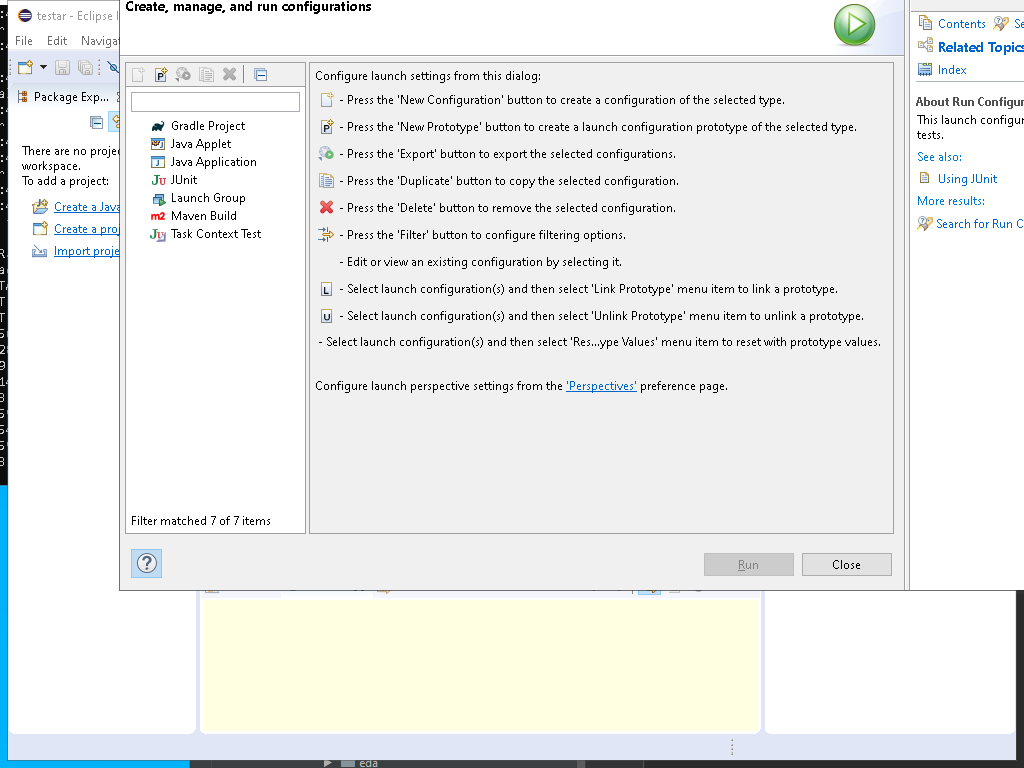 Create, manage, and run configurations
testar - Eclipse
File Edit
Package Exp...
There are no
workspace.
To add a project:
Create a
Create a
Import
Configure launch settings from this dialog:
- Press the 'New Configuration' button to create a configuration of the selected type.
- Press the 'New Prototype' button to create a launch configuration prototype of the selected type.
- Press the 'Export' button to export the selected configurations.
- Press the 'Duplicate' button to copy the selected configuration.
- Press the 'Delete' button to remove the selected configuration.
- Press the 'Filter' button to configure filtering options.
- Edit or view an existing configuration by selecting it.
- Select launch configuration(s) and then select 'Link Prototype' menu item to link a prototype.
- Select launch configuration(s) and then select 'Unlink Prototype' menu item to unlink a prototype.
- Select launch configuration(s) and then select 'Res...ype Values' menu item to reset with prototype values.
Configure launch perspective settings from the 'Perspectives' preference page.
Gradle Project
Java Applet
Java Application
JUnit
Launch Group
Maven Build
Task Context Test
Filter matched 7 of 7 items
Run
Close
Contents
Related Topics
Index
About Run
This launch
tests.
See also:
Using JUnit
More results:
Search for Run
eda